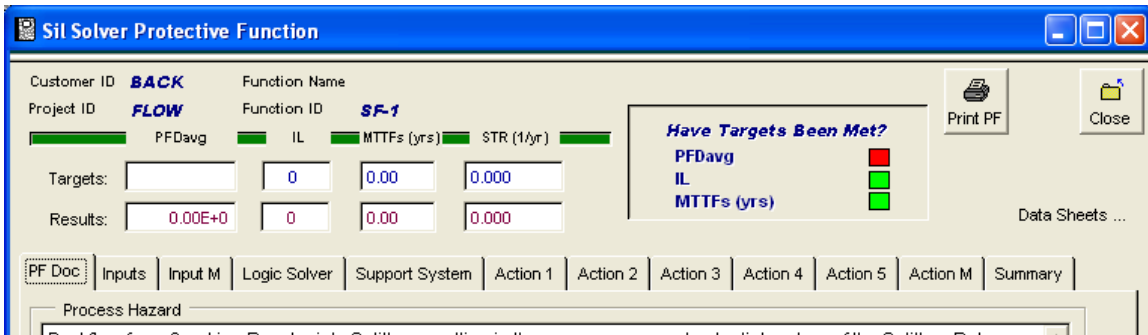 Sil Solver Protective Function
Customer ID BACK Function Name
Project ID FLOW Function ID SF-1
PFDavg IL MTTFs (yrs) STR (1/yr)
Targets: 0 0.00 0.000
Results: 0.00E+0 0 0.00 0.000
Have Targets Been Met?
PFDavg
IL
MTTFs (yrs)
Print PF
Close
Data Sheets ...
PF Doc Inputs Input M Logic Solver Support System Action 1 Action 2 Action 3 Action 4 Action 5 Action M Summary
Process Hazard